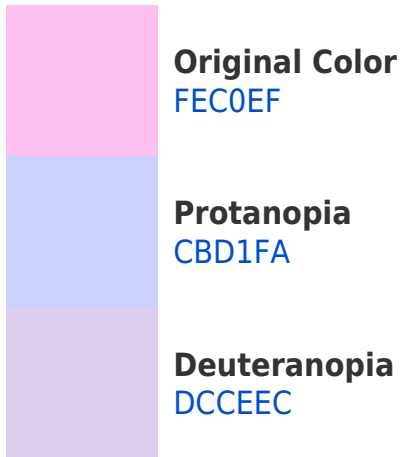 Original Color
FEC0EF
Protanopia
CBD1FA
Deuteranopia
DCCEEC